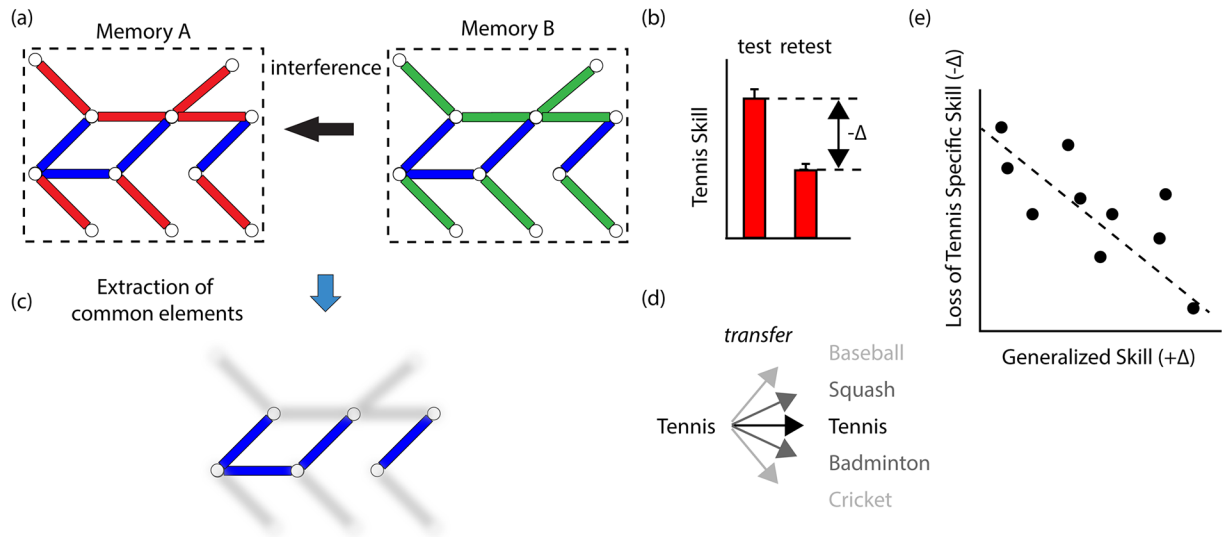 (a)
Memory A
interference
Memory B
(b)
test retest
Tennis Skill
-Δ
(c)
Extraction of
common elements
(d)
transfer
Tennis
Baseball
Squash
Tennis
Badminton
Cricket
(e)
Loss of Tennis Specific Skill (-Δ)
Generalized Skill (+Δ)